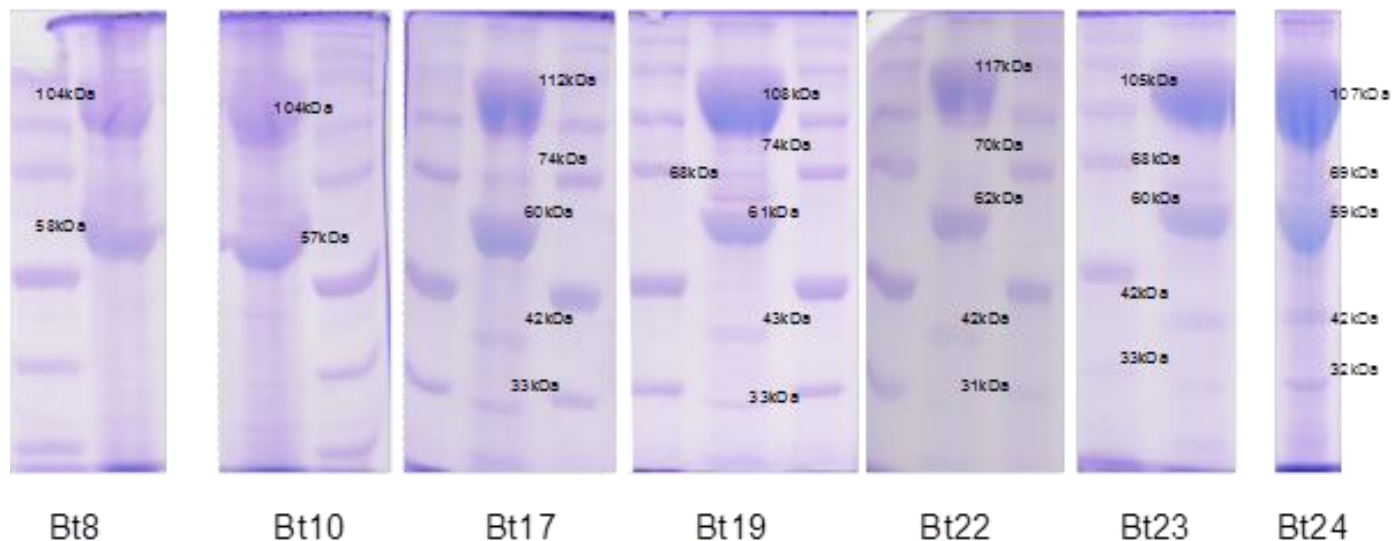 104kDa
58kDa
104kDa
57kDa
112kDa
74kDa
60kDa
42kDa
33kDa
108kDa
74kDa
68kDa
61kDa
43kDa
33kDa
117kDa
70kDa
62kDa
42kDa
31kDa
105kDa
68kDa
60kDa
42kDa
33kDa
107kDa
69kDa
59kDa
42kDa
32kDa
Bt8 Bt10 Bt17 Bt19 Bt22 Bt23 Bt24